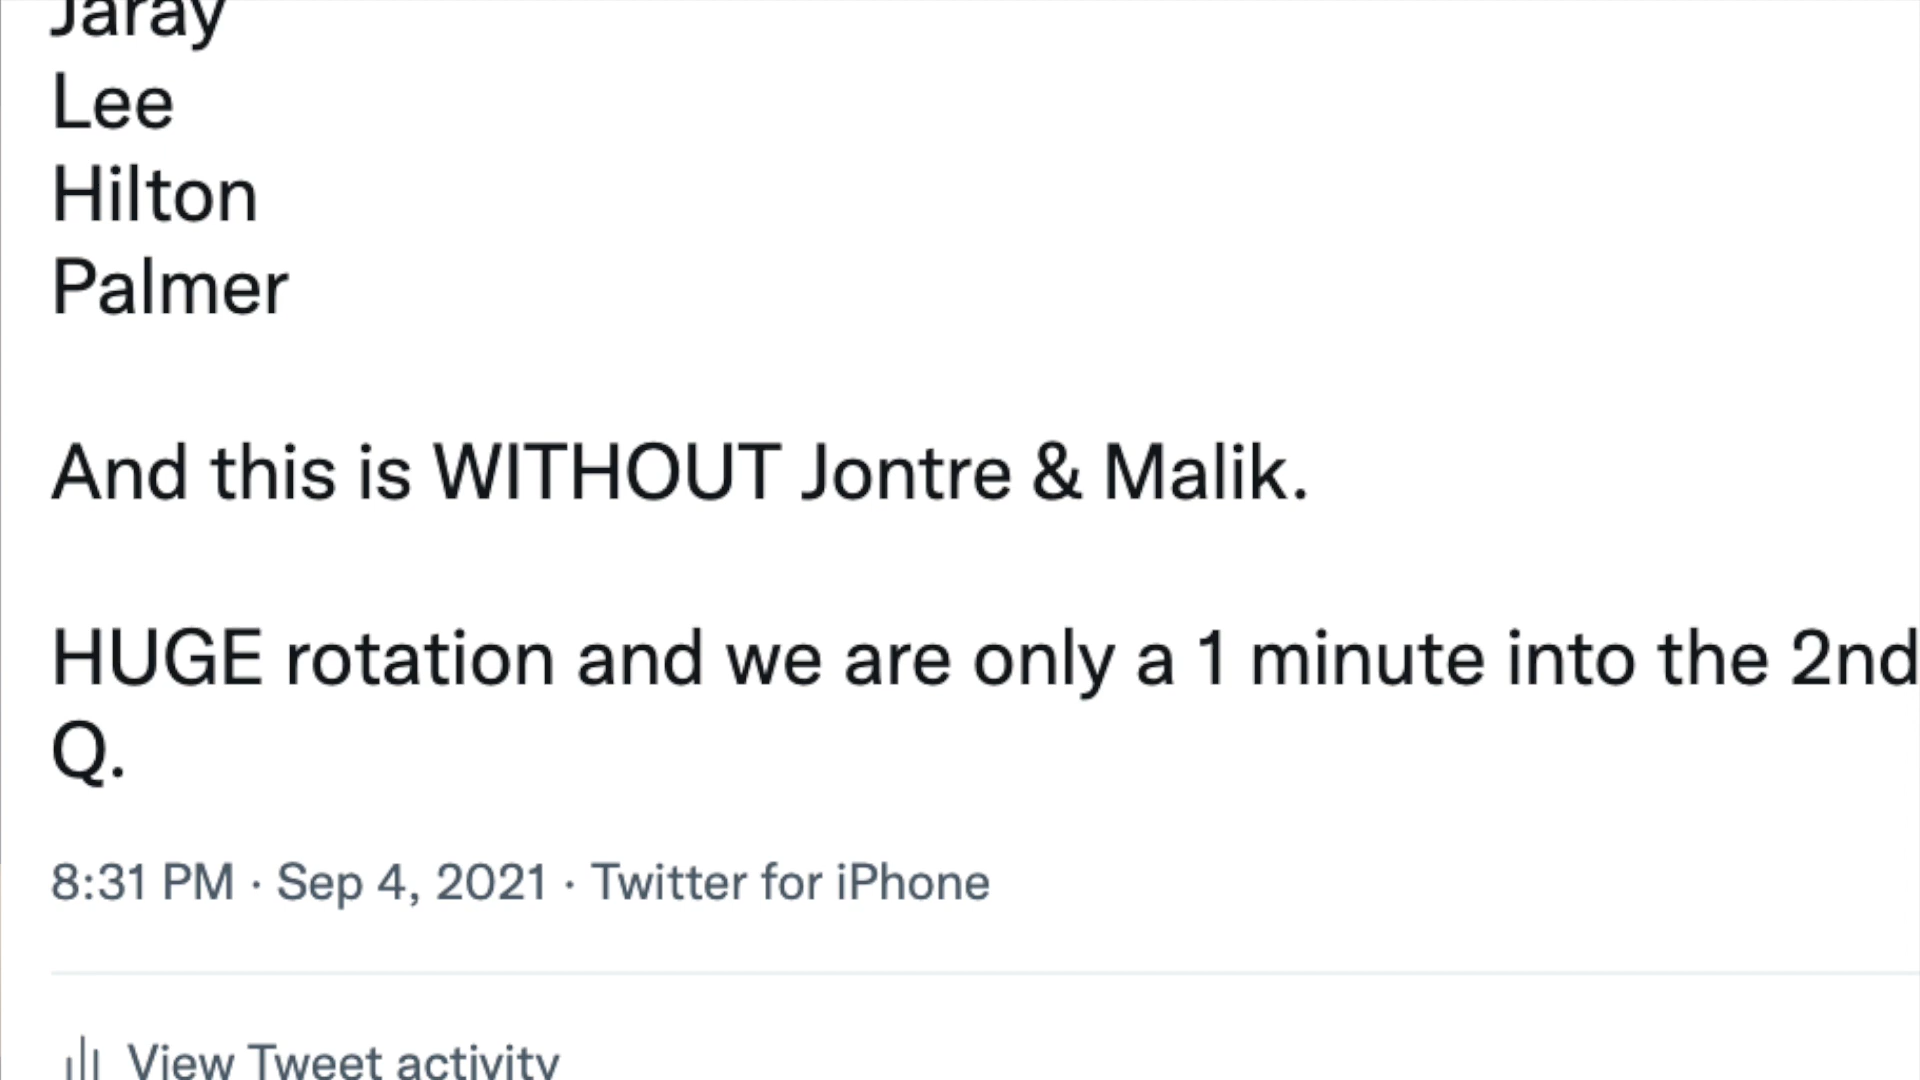 Jaray
Lee
Hilton
Palmer
And this is WITHOUT Jontre & Malik.
HUGE rotation and we are only a 1 minute into the 2nd
Q.
8:31 PM · Sep 4, 2021 · Twitter for iPhone
View Tweet activity